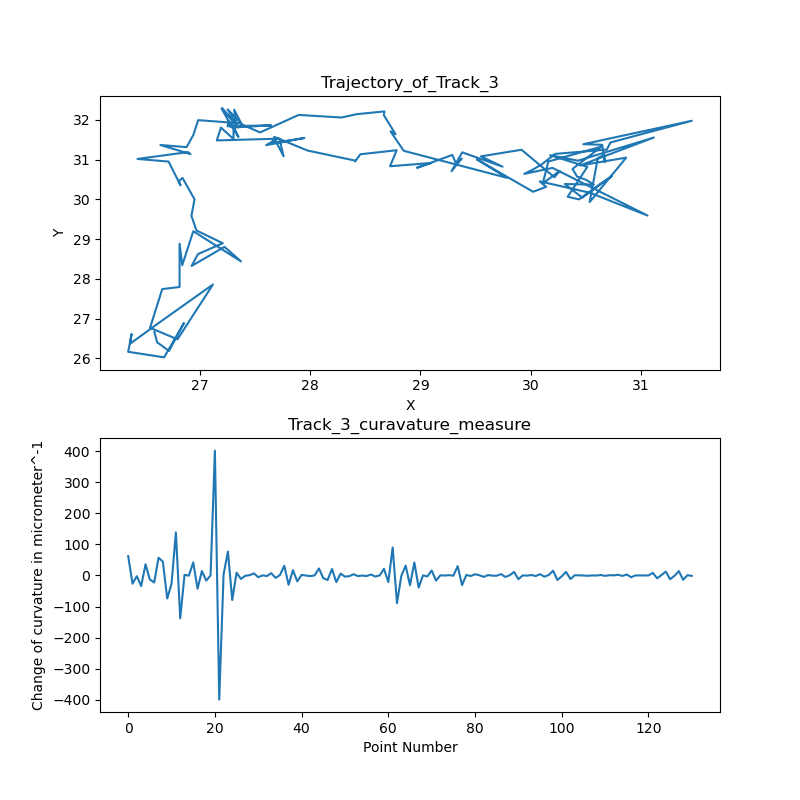 Trajectory_of_Track_3
32
31
30
29
28
27
26
Y
27 28 29 30 31
X
Track_3_curavature_measure
400
300
200
100
0
−100
−200
−300
−400
Change of curvature in micrometer^-1
0 20 40 60 80 100 120
Point Number